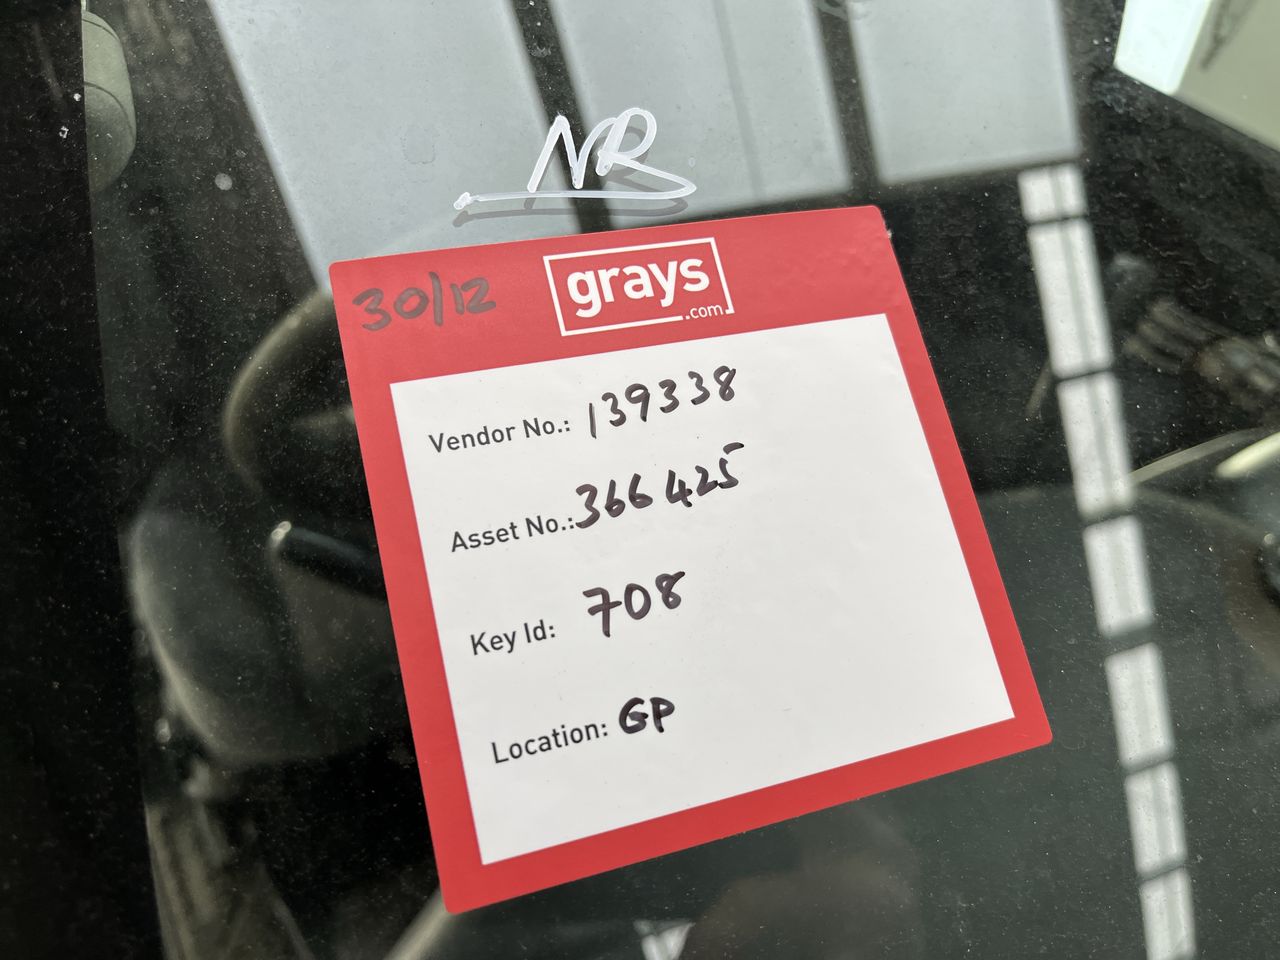 NR
30/12
grays
.com
Vendor No.: 139338
Asset No.: 366425
Key Id: 708
Location: GP